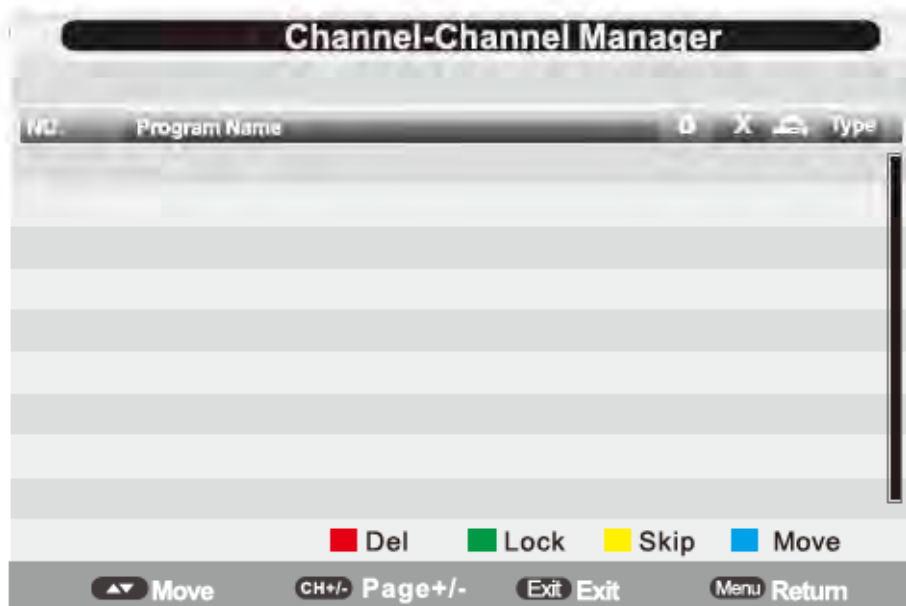 Channel-Channel Manager
NO. Program Name X Type
Del Lock Skip Move
Move CH+/- Page+/- Exit Exit Menu Return